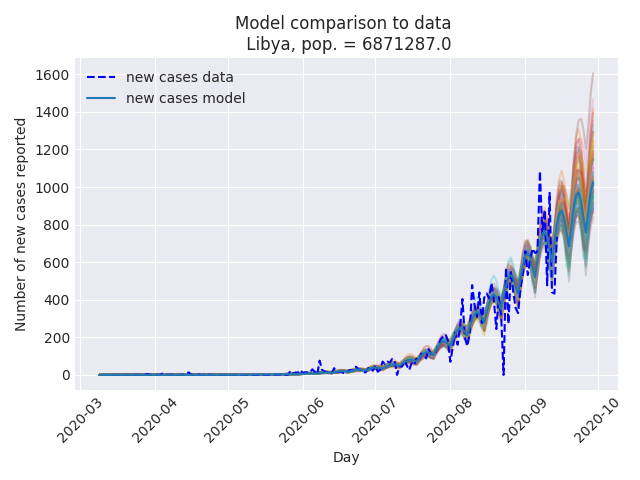 Model comparison to data
Libya, pop. = 6871287.0
new cases data
new cases model
Number of new cases reported
1600
1400
1200
1000
800
600
400
200
0
2020-03
2020-04
2020-05
2020-06
2020-07
2020-08
2020-09
2020-10
Day